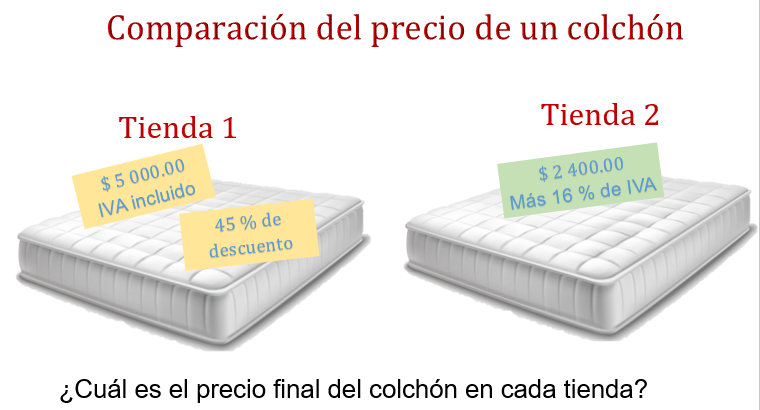 Comparación del precio de un colchón
Tienda 1
$ 5 000.00
IVA incluido
45 % de
descuento
Tienda 2
$ 2 400.00
Más 16 % de IVA
¿Cuál es el precio final del colchón en cada tienda?